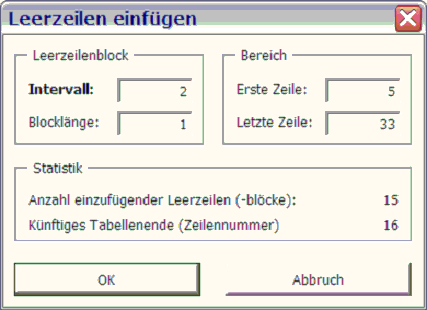 Leerzeilen einfügen
Leerzeilenblock
Intervall: 2
Blocklänge: 1
Bereich
Erste Zeile: 5
Letzte Zeile: 33
Statistik
Anzahl einzufügender Leerzeilen (-blöcke): 15
Künftiges Tabellenende (Zeilennummer) 16
OK Abbruch